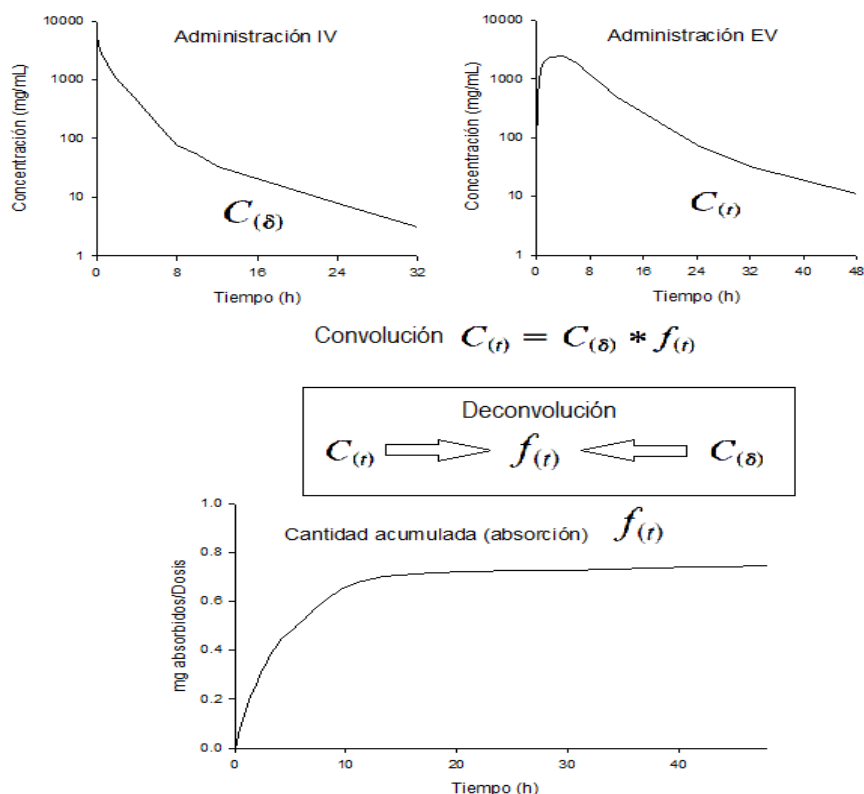 Administración IV
Concentración (mg/mL)
10000
1000
100
10
1
C(δ)
0 8 16 24 32
Tiempo (h)
Administración EV
Concentración (mg/mL)
10000
1000
100
10
1
C(t)
0 8 16 24 32 40 48
Tiempo (h)
Convolución C(t) = C(δ) * f(t)
Deconvolución
C(t) f(t) C(δ)
Cantidad acumulada (absorción) f(t)
mg absorbidos/Dosis
1.0
0.8
0.6
0.4
0.2
0.0
0 10 20 30 40
Tiempo (h)